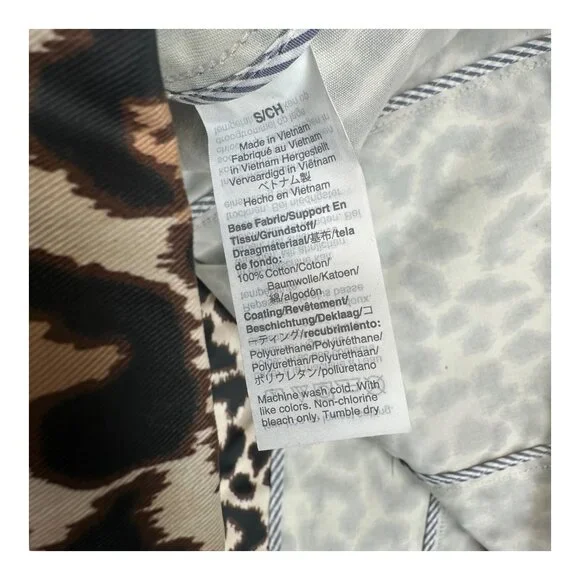 S/CH
Made in Vietnam
Fabriqué au Vietnam
in Vietnam Hergestellt
Vervaardigd in Viêtnam
ベトナム製
Hecho en Vietnam
Base Fabric/Support En
Tissu/Grundstoff/
Draagmateriaal/基布/tela
de fondo:
100% Cotton/Coton/
Baumwolle/Katoen/
綿/algodón
Coating/Revêtement/
Beschichtung/Deklaag/コ
ーティング/recubrimiento:
Polyurethane/Polyuréthane/
Polyurethan/Polyurethaan/
ポリウレタン/poliuretano
Machine wash cold. With
like colors. Non-chlorine
bleach only. Tumble dry